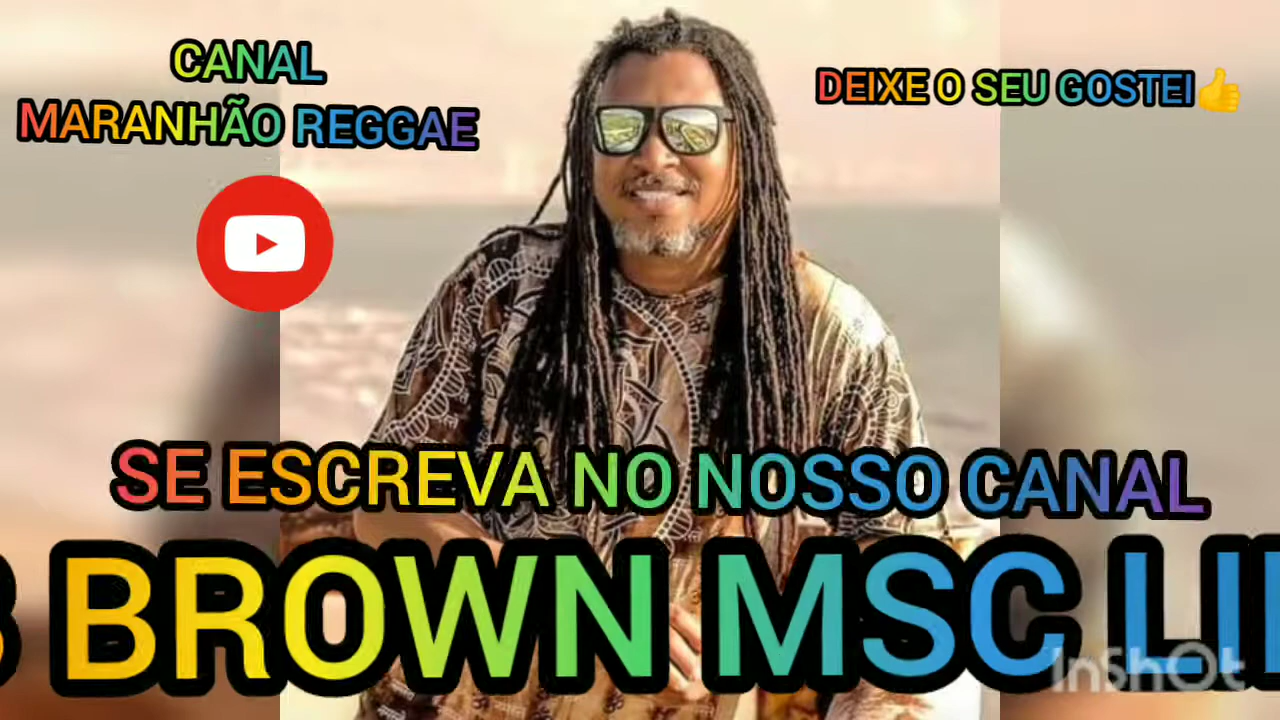 CANAL
MARANHÃO REGGAE
DEIXE O SEU GOSTEI👍
SE ESCREVA NO NOSSO CANAL
BROWN MSC
InShOt